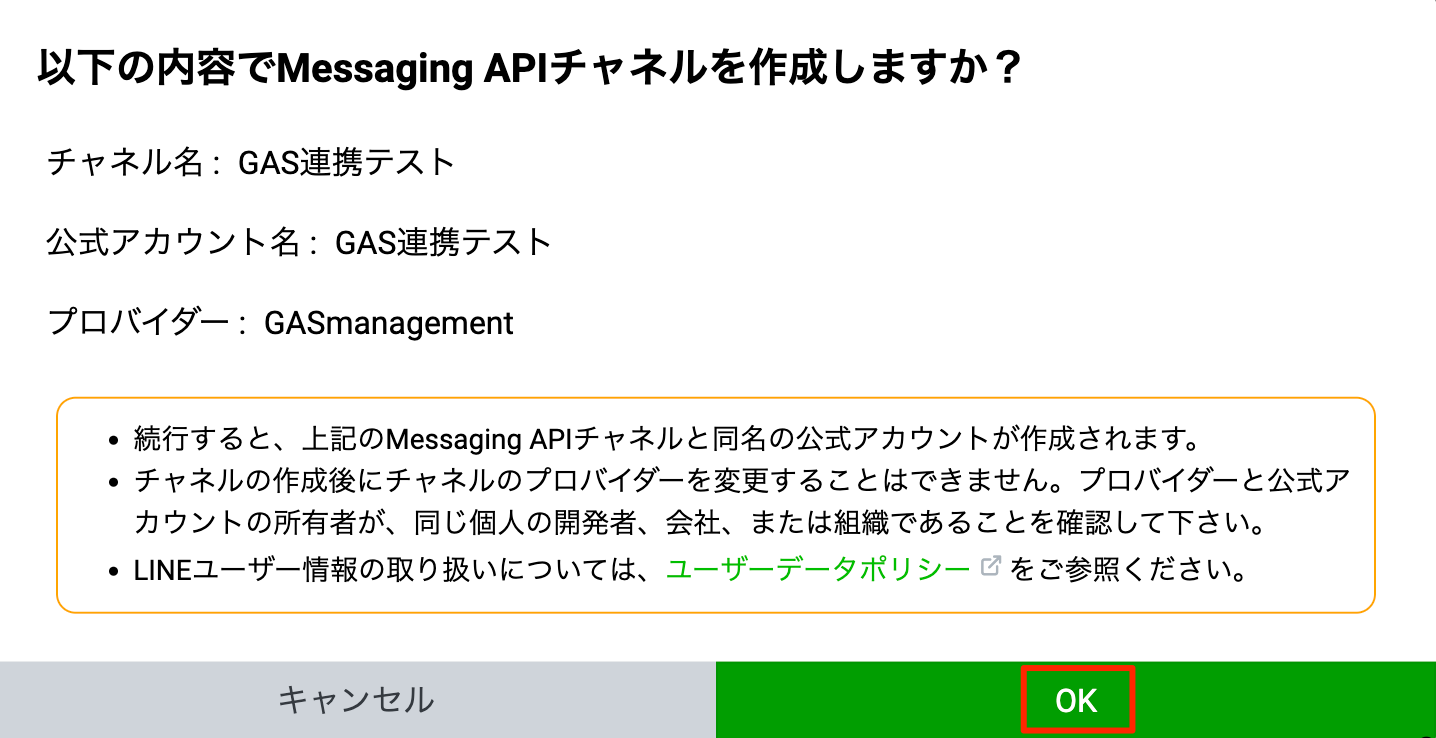 以下の内容でMessaging APIチャネルを作成しますか？
チャネル名： GAS連携テスト
公式アカウント名： GAS連携テスト
プロバイダー： GASmanagement
• 続行すると、上記のMessaging APIチャネルと同名の公式アカウントが作成されます。
• チャネルの作成後にチャネルのプロバイダーを変更することはできません。プロバイダーと公式ア
カウントの所有者が、同じ個人の開発者、会社、または組織であることを確認して下さい。
• LINEユーザー情報の取り扱いについては、ユーザーデータポリシー をご参照ください。
キャンセル
OK